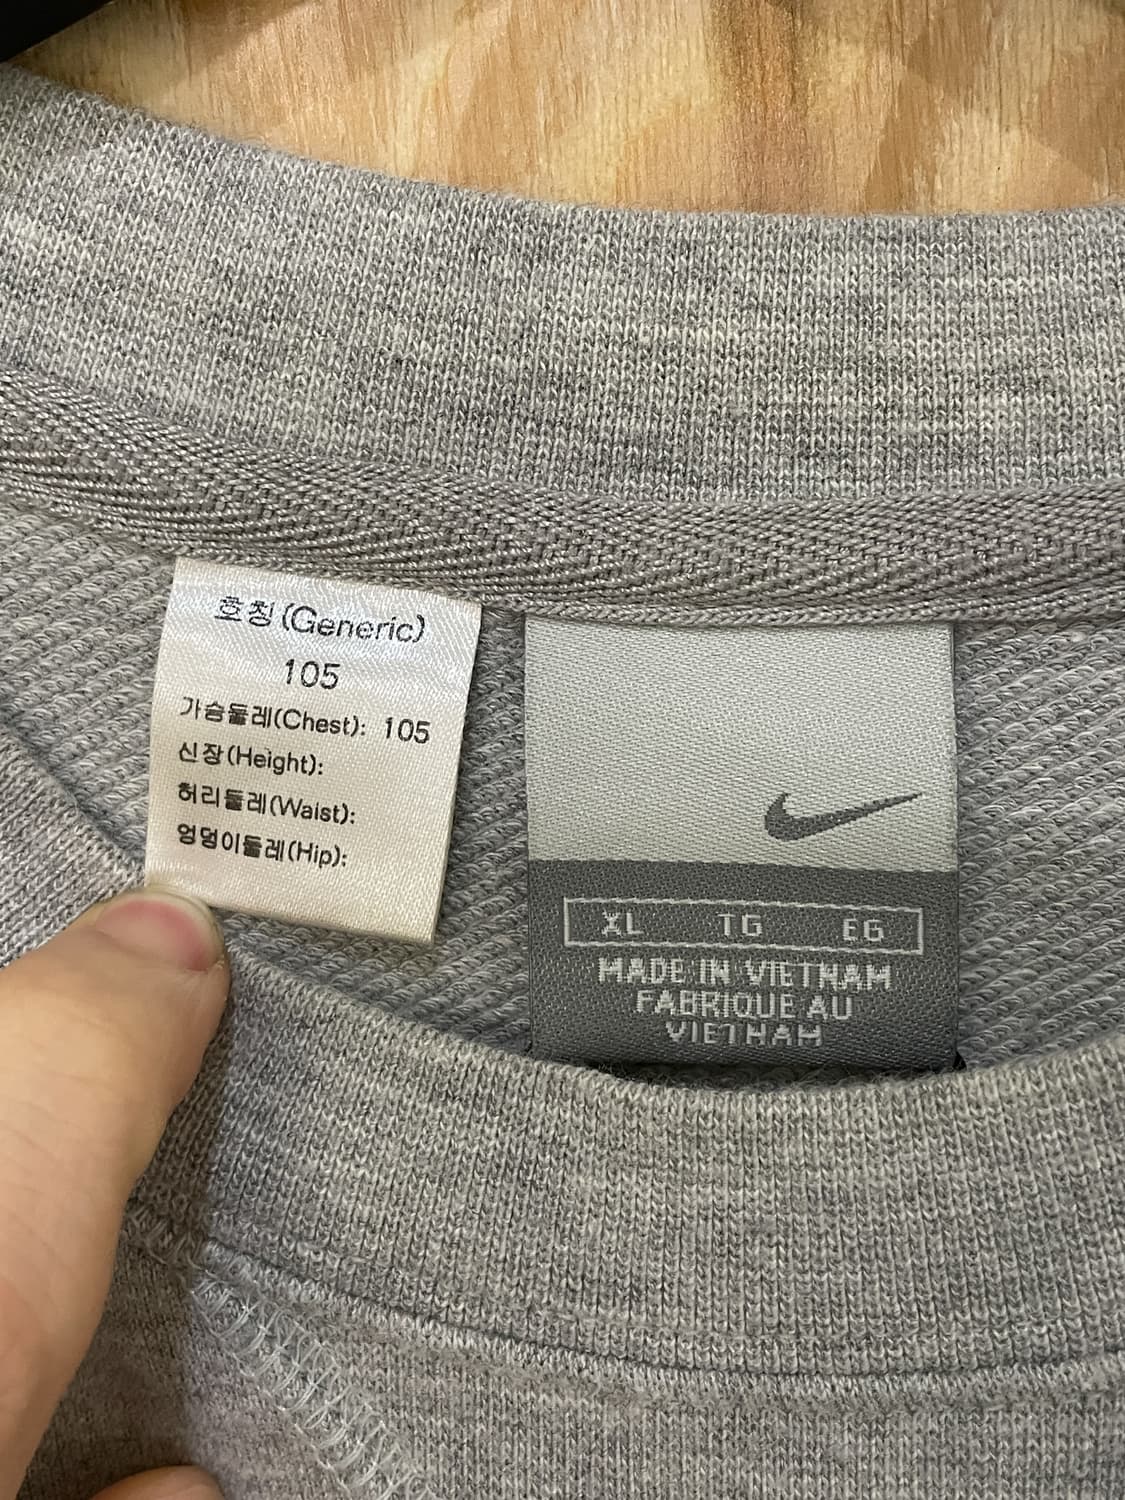 호칭(Generic)
105
가슴둘레(Chest): 105
신장(Height):
허리둘레(Waist):
엉덩이둘레(Hip):
XL TG EG
MADE IN VIETNAM
FABRIQUE AU
VIETNAM